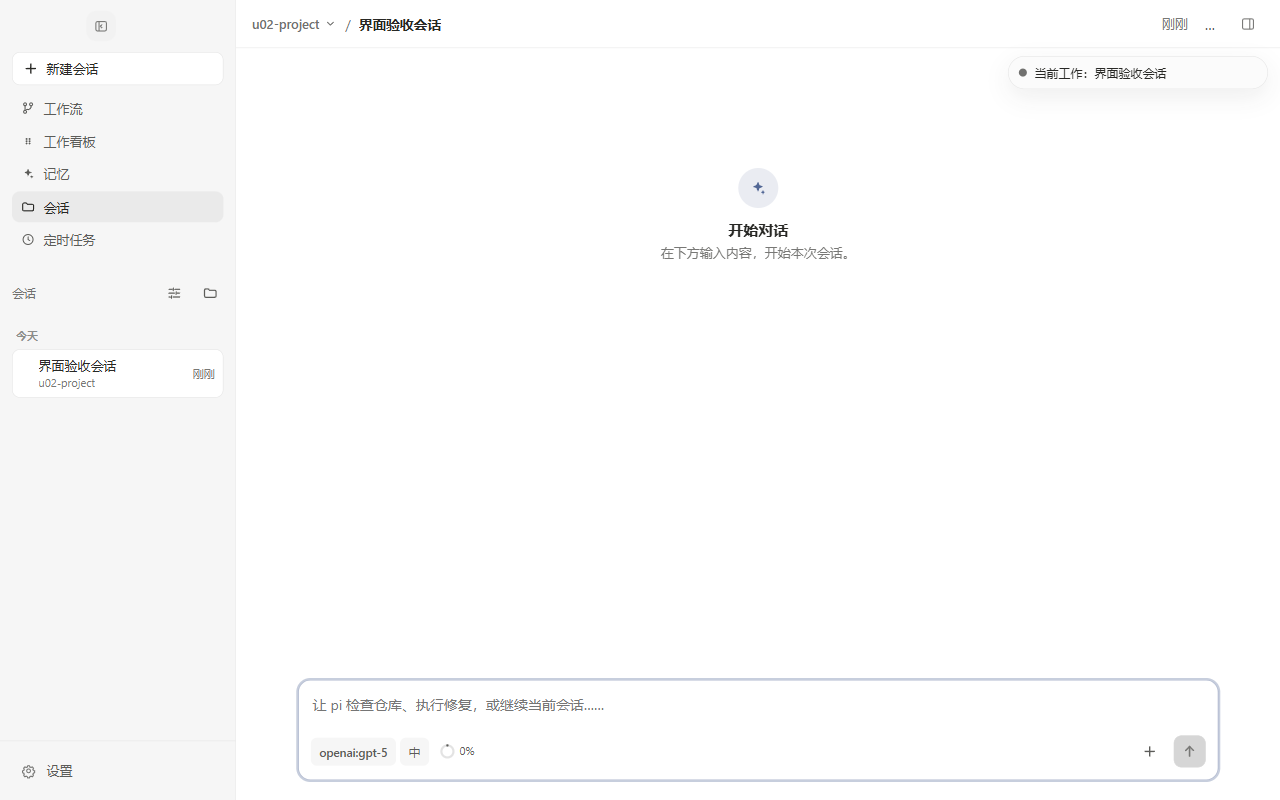 新建会话
工作流
工作看板
记忆
会话
定时任务
会话
今天
界面验收会话
u02-project
刚刚
设置
u02-project / 界面验收会话
刚刚 ...
当前工作：界面验收会话
开始对话
在下方输入内容，开始本次会话。
让 pi 检查仓库、执行修复，或继续当前会话......
openai:gpt-5 中 0%